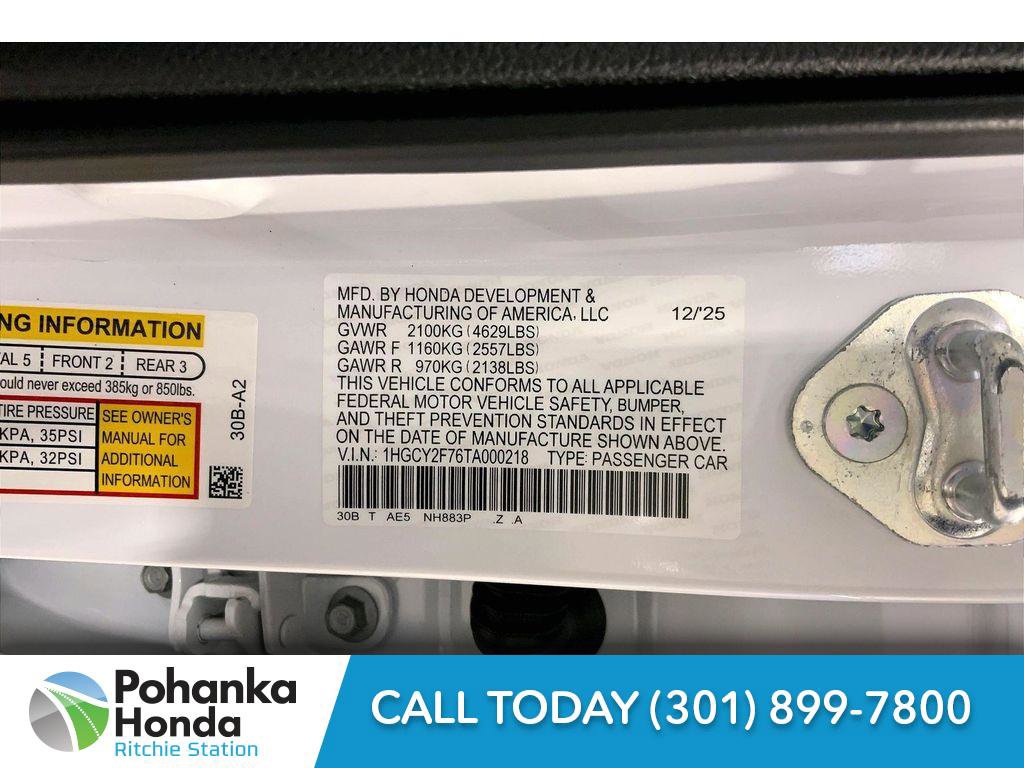 NG INFORMATION
AL 5 FRONT 2 REAR 3
ould never exceed 385kg or 850lbs.
TIRE PRESSURE
KPA, 35PSI
KPA, 32PSI
SEE OWNER'S
MANUAL FOR
ADDITIONAL
INFORMATION
30B-A2
MFD. BY HONDA DEVELOPMENT &
MANUFACTURING OF AMERICA, LLC 12/'25
GVWR 2100KG (4629LBS)
GAWR F 1160KG (2557LBS)
GAWR R 970KG (2138LBS)
THIS VEHICLE CONFORMS TO ALL APPLICABLE
FEDERAL MOTOR VEHICLE SAFETY, BUMPER,
AND THEFT PREVENTION STANDARDS IN EFFECT
ON THE DATE OF MANUFACTURE SHOWN ABOVE.
V.I.N.: 1HGCY2F76TA000218 TYPE: PASSENGER CAR
30B T AE5 NH883P .Z .A
Pohanka
Honda
Ritchie Station
CALL TODAY (301) 899-7800